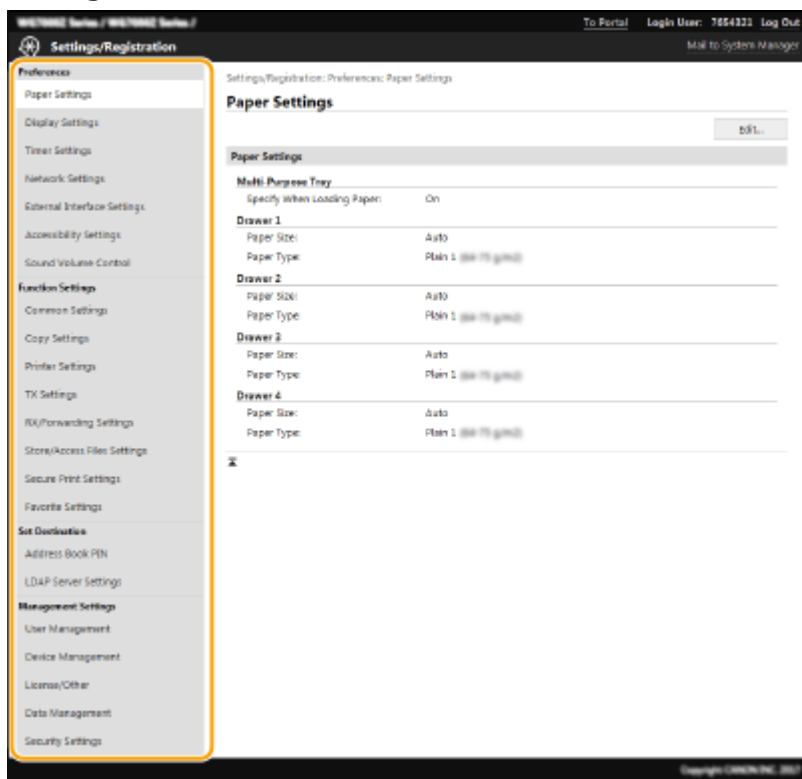 To Portal Login User: 7654321 Log Out
Settings/Registration
Mail to System Manager
Preferences
Paper Settings
Display Settings
Timer Settings
Network Settings
External Interface Settings
Accessibility Settings
Sound Volume Control
Function Settings
Common Settings
Copy Settings
Printer Settings
TX Settings
RX/Forwarding Settings
Store/Access Files Settings
Secure Print Settings
Favorite Settings
Set Destination
Address Book PIN
LDAP Server Settings
Management Settings
User Management
Device Management
License/Other
Data Management
Security Settings
Settings/Registration: Preferences: Paper Settings
Paper Settings
Edit...
Paper Settings
Multi-Purpose Tray
Specify When Loading Paper: On
Drawer 1
Paper Size: Auto
Paper Type: Plain 1
Drawer 2
Paper Size: Auto
Paper Type: Plain 1
Drawer 3
Paper Size: Auto
Paper Type: Plain 1
Drawer 4
Paper Size: Auto
Paper Type: Plain 1
Copyright CANON INC. 2017